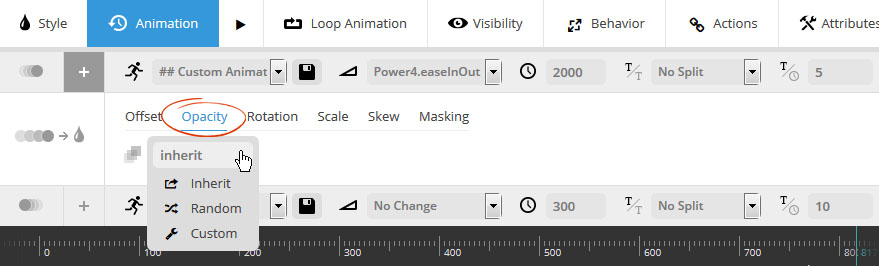 Style Animation Loop Animation Visibility Behavior Actions Attributes
## Custom Animat Power4.easeInOut 2000 No Split 5
Offset Opacity Rotation Scale Skew Masking
inherit
Inherit
Random
Custom
No Change 300 No Split 10
0 100 200 300 400 500 600 700 80 817